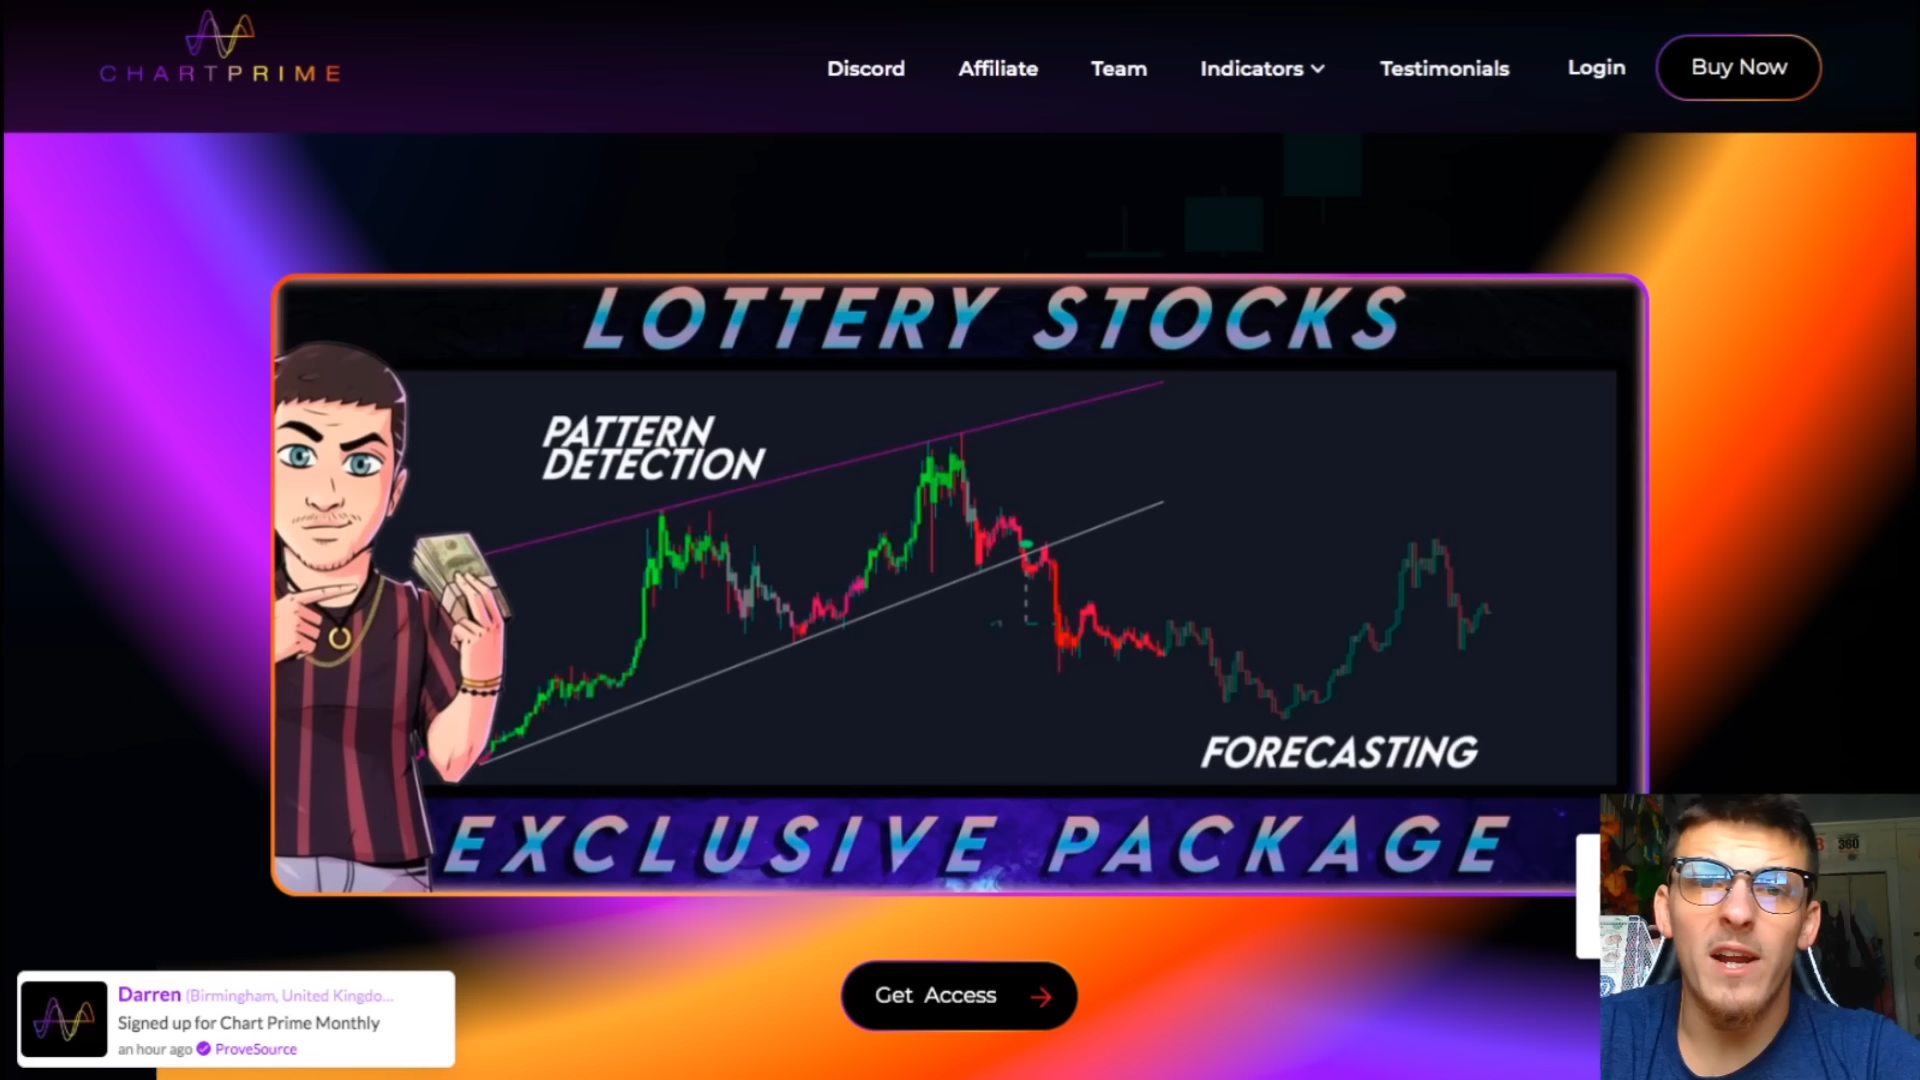 CHARTPRIME
Discord
Affiliate
Team
Indicators
Testimonials
Login
Buy Now
LOTTERY STOCKS
PATTERN
DETECTION
FORECASTING
EXCLUSIVE PACKAGE
360
Get Access
Darren (Birmingham, United Kingdo...
Signed up for Chart Prime Monthly
an hour ago ProveSource